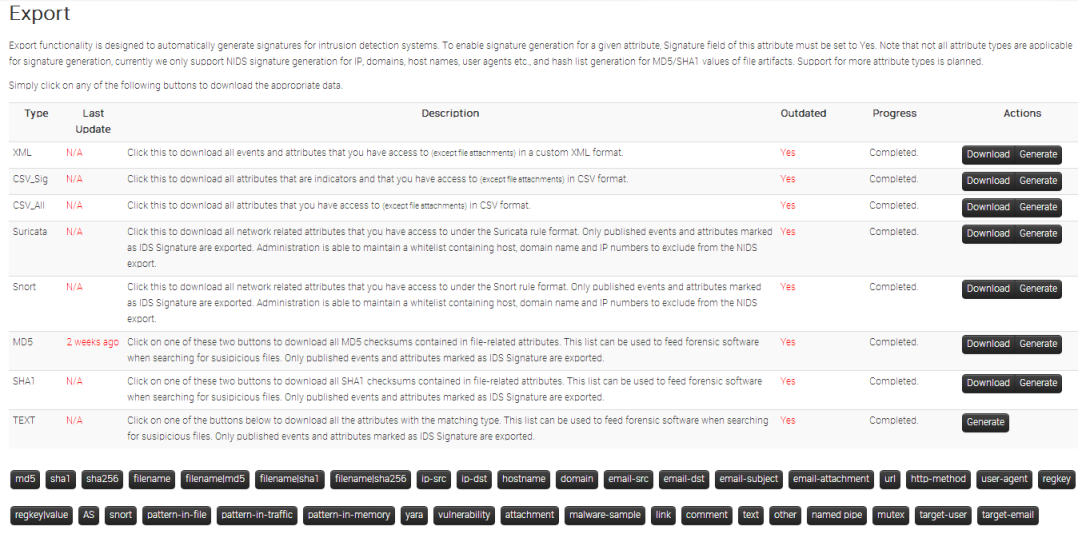 Export
Export functionality is designed to automatically generate signatures for intrusion detection systems. To enable signature generation for a given attribute, Signature field of this attribute must be set to Yes. Note that not all attribute types are applicable
for signature generation, currently we only support NIDS signature generation for IP, domains, host names, user agents etc., and hash list generation for MD5/SHA1 values of file artifacts. Support for more attribute types is planned.
Simply click on any of the following buttons to download the appropriate data.
Type Last Update Description Outdated Progress Actions
XML N/A Click this to download all events and attributes that you have access to (except file attachments) in a custom XML format. Yes Completed. Download Generate
CSV_Sig N/A Click this to download all attributes that are indicators and that you have access to (except file attachments) in CSV format. Yes Completed. Download Generate
CSV_All N/A Click this to download all attributes that you have access to (except file attachments) in CSV format. Yes Completed. Download Generate
Suricata N/A Click this to download all network related attributes that you have access to under the Suricata rule format. Only published events and attributes marked Yes Completed. Download Generate
as IDS Signature are exported. Administration is able to maintain a whitelist containing host, domain name and IP numbers to exclude from the NIDS
export.
Snort N/A Click this to download all network related attributes that you have access to under the Snort rule format. Only published events and attributes marked Yes Completed. Download Generate
as IDS Signature are exported. Administration is able to maintain a whitelist containing host, domain name and IP numbers to exclude from the NIDS
export.
MD5 2 weeks ago Click on one of these two buttons to download all MD5 checksums contained in file-related attributes. This list can be used to feed forensic software Yes Completed. Download Generate
when searching for susipicious files. Only published events and attributes marked as IDS Signature are exported.
SHA1 N/A Click on one of these two buttons to download all SHA1 checksums contained in file-related attributes. This list can be used to feed forensic software Yes Completed. Download Generate
when searching for susipicious files. Only published events and attributes marked as IDS Signature are exported.
TEXT N/A Click on one of the buttons below to download all the attributes with the matching type. This list can be used to feed forensic software when searching Yes Completed. Generate
for susipicious files. Only published events and attributes marked as IDS Signature are exported.
md5 sha1 sha256 filename filename|md5 filename|sha1 filename|sha256 ip-src ip-dst hostname domain email-src email-dst email-subject email-attachment url http-method user-agent regkey
regkey|value AS snort pattern-in-file pattern-in-traffic pattern-in-memory yara vulnerability attachment malware-sample link comment text other named pipe mutex target-user target-email